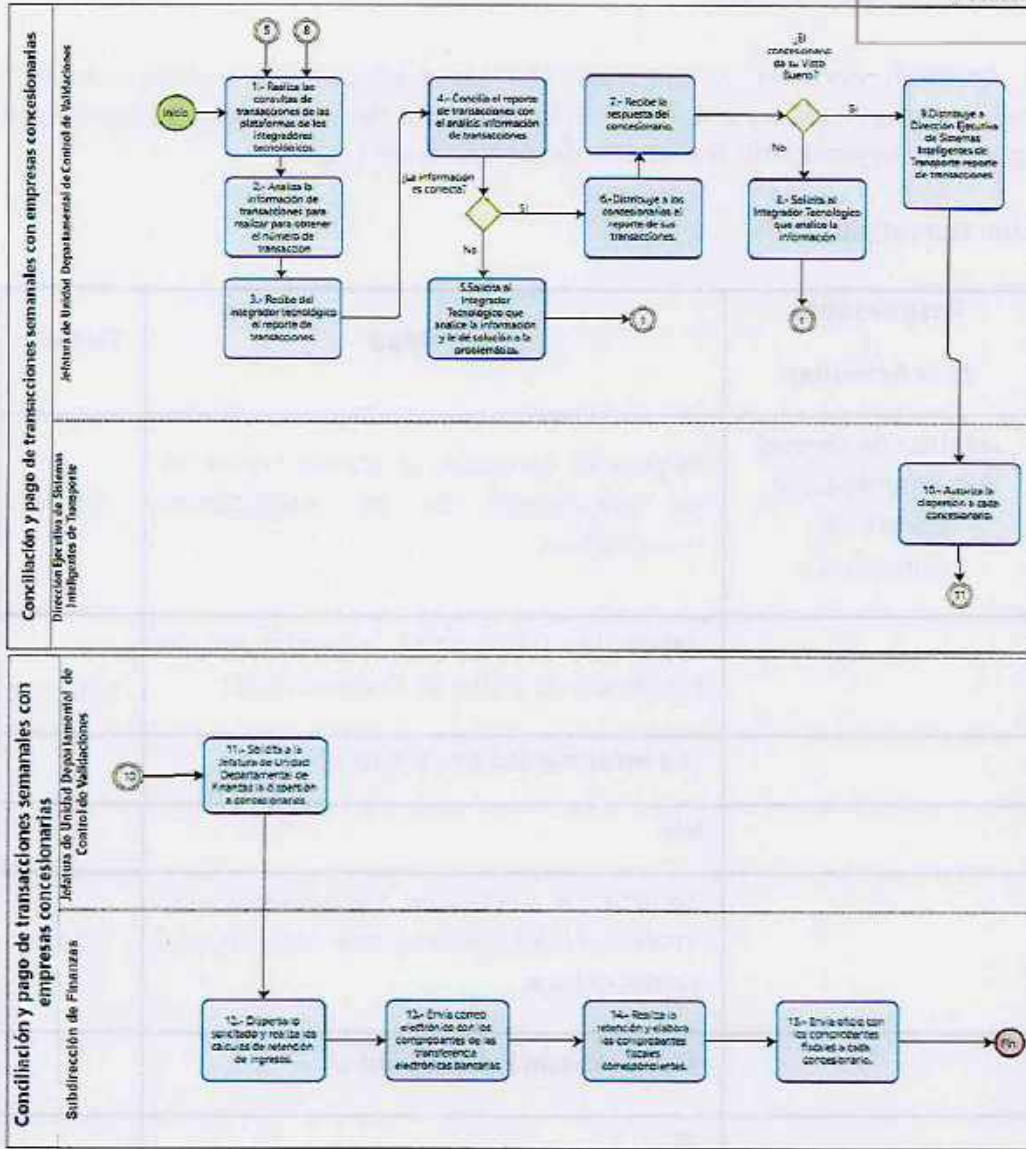 Conciliación y pago de transacciones semanales con empresas concesionarias
Jefatura de Unidad Departamental de Control de Validaciones
Inicio
5
8
1.- Realiza las
consultas de
transacciones de las
plataformas de los
integradores
tecnológicos.
2.- Analiza la
información de
transacciones para
realizar para obtener
el número de
transacción
3.- Recibe del
integrador tecnológico
el reporte de
transacciones.
4.- Concilia el reporte
de transacciones con
el análisis información
de transacciones.
¿La información
es correcta?
Si
No
5.Solicita al
Integrador
Tecnológico que
analice la información
y le de solución a la
problemática.
1
6.-Distribuye a los
concesionarios el
reporte de sus
transacciones.
7.- Recibe la
respuesta del
concesionario.
¿El
concesionario
da su Visto
Bueno?
Si
No
8.- Solicita al
Integrador Tecnológico
que analice la
información
1
9.Distribuye a
Dirección Ejecutiva
de Sistemas
Inteligentes de
Transporte reporte
de transacciones
Dirección Ejecutiva de Sistemas
Inteligentes de Transporte
10.- Autoriza la
dispersión a cada
concesionario.
11
Conciliación y pago de transacciones semanales con
empresas concesionarias
Jefatura de Unidad Departamental de
Control de Validaciones
10
11.- Solicita a la
Jefatura de Unidad
Departamental de
Finanzas la dispersión
a concesionarios
Subdirección de Finanzas
12.- Dispersa lo
solicitado y realiza los
cálculos de retención
de ingresos.
13.- Envía correo
electrónico con los
comprobantes de las
transferencia
electrónicas bancarias
14.- Realiza la
retención y elabora
los comprobantes
fiscales
correspondientes.
15.- Envía oficio con
los comprobantes
fiscales a cada
concesionario.
Fin